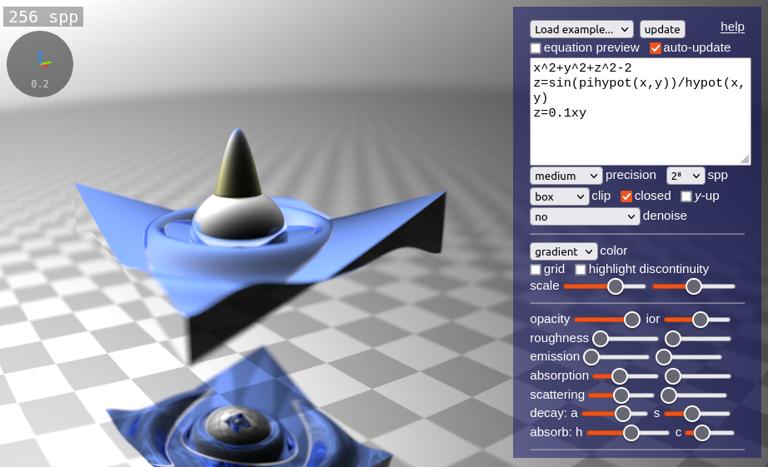 256 spp
0.2
Load example...
update
help
equation preview
auto-update
x^2+y^2+z^2-2
z=sin(pihypot(x,y))/hypot(x,
y)
z=0.1xy
medium precision 2⁸ spp
box clip closed y-up
no denoise
gradient color
grid highlight discontinuity
scale
opacity ior
roughness
emission
absorption
scattering
decay: a s
absorb: h c